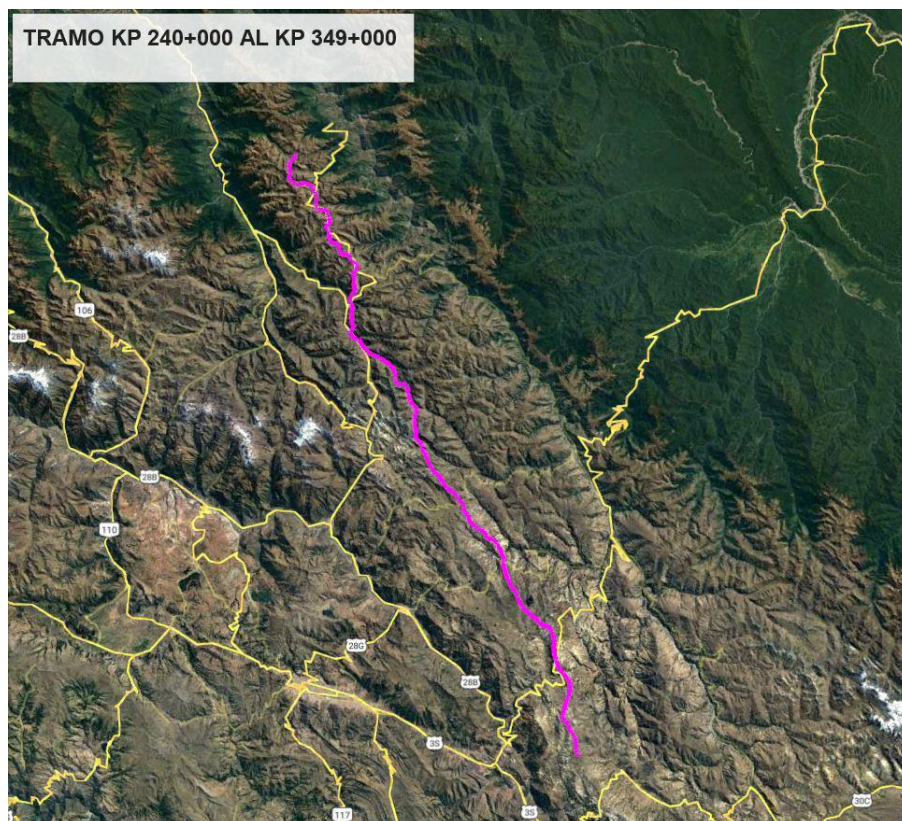 TRAMO KP 240+000 AL KP 349+000
106
28B
28B
110
28G
28B
3S
3S
117
30C